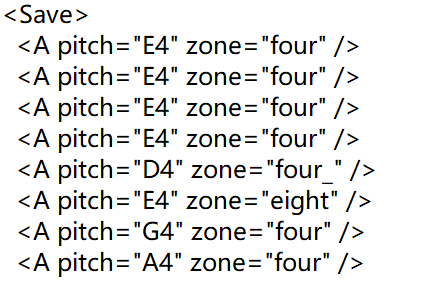 <Save>
<A pitch="E4" zone="four" />
<A pitch="E4" zone="four" />
<A pitch="E4" zone="four" />
<A pitch="E4" zone="four" />
<A pitch="D4" zone="four_" />
<A pitch="E4" zone="eight" />
<A pitch="G4" zone="four" />
<A pitch="A4" zone="four" />